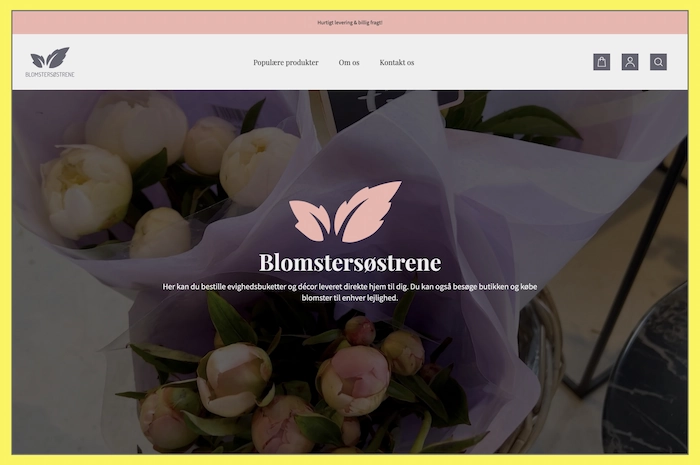 Hurtigt levering & billig fragt!
BLOMSTERSØSTRENE
Populære produkter Om os Kontakt os
Blomstersøstrene
Her kan du bestille evighedsbuketter og décor leveret direkte hjem til dig. Du kan også besøge butikken og købe
blomster til enhver lejlighed.